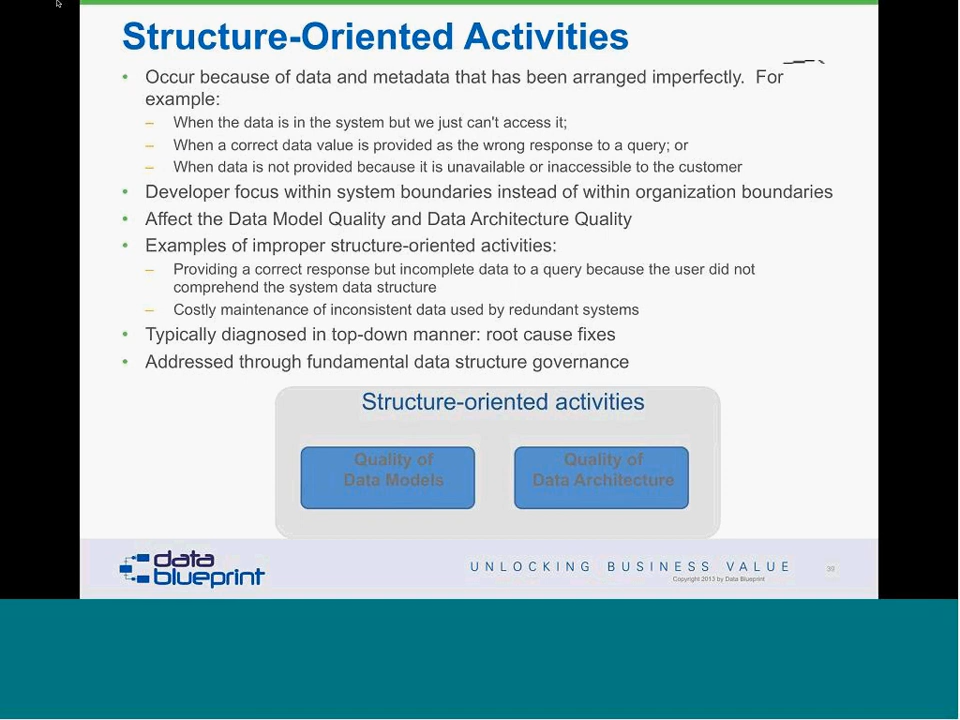 Structure-Oriented Activities
• Occur because of data and metadata that has been arranged imperfectly.  For
example:
– When the data is in the system but we just can't access it;
– When a correct data value is provided as the wrong response to a query; or
– When data is not provided because it is unavailable or inaccessible to the customer
• Developer focus within system boundaries instead of within organization boundaries
• Affect the Data Model Quality and Data Architecture Quality
• Examples of improper structure-oriented activities:
– Providing a correct response but incomplete data to a query because the user did not
comprehend the system data structure
– Costly maintenance of inconsistent data used by redundant systems
• Typically diagnosed in top-down manner: root cause fixes
• Addressed through fundamental data structure governance
Structure-oriented activities
Quality of
Data Models
Quality of
Data Architecture
data
blueprint
UNLOCKING BUSINESS VALUE
Copyright 2013 by Data Blueprint
39